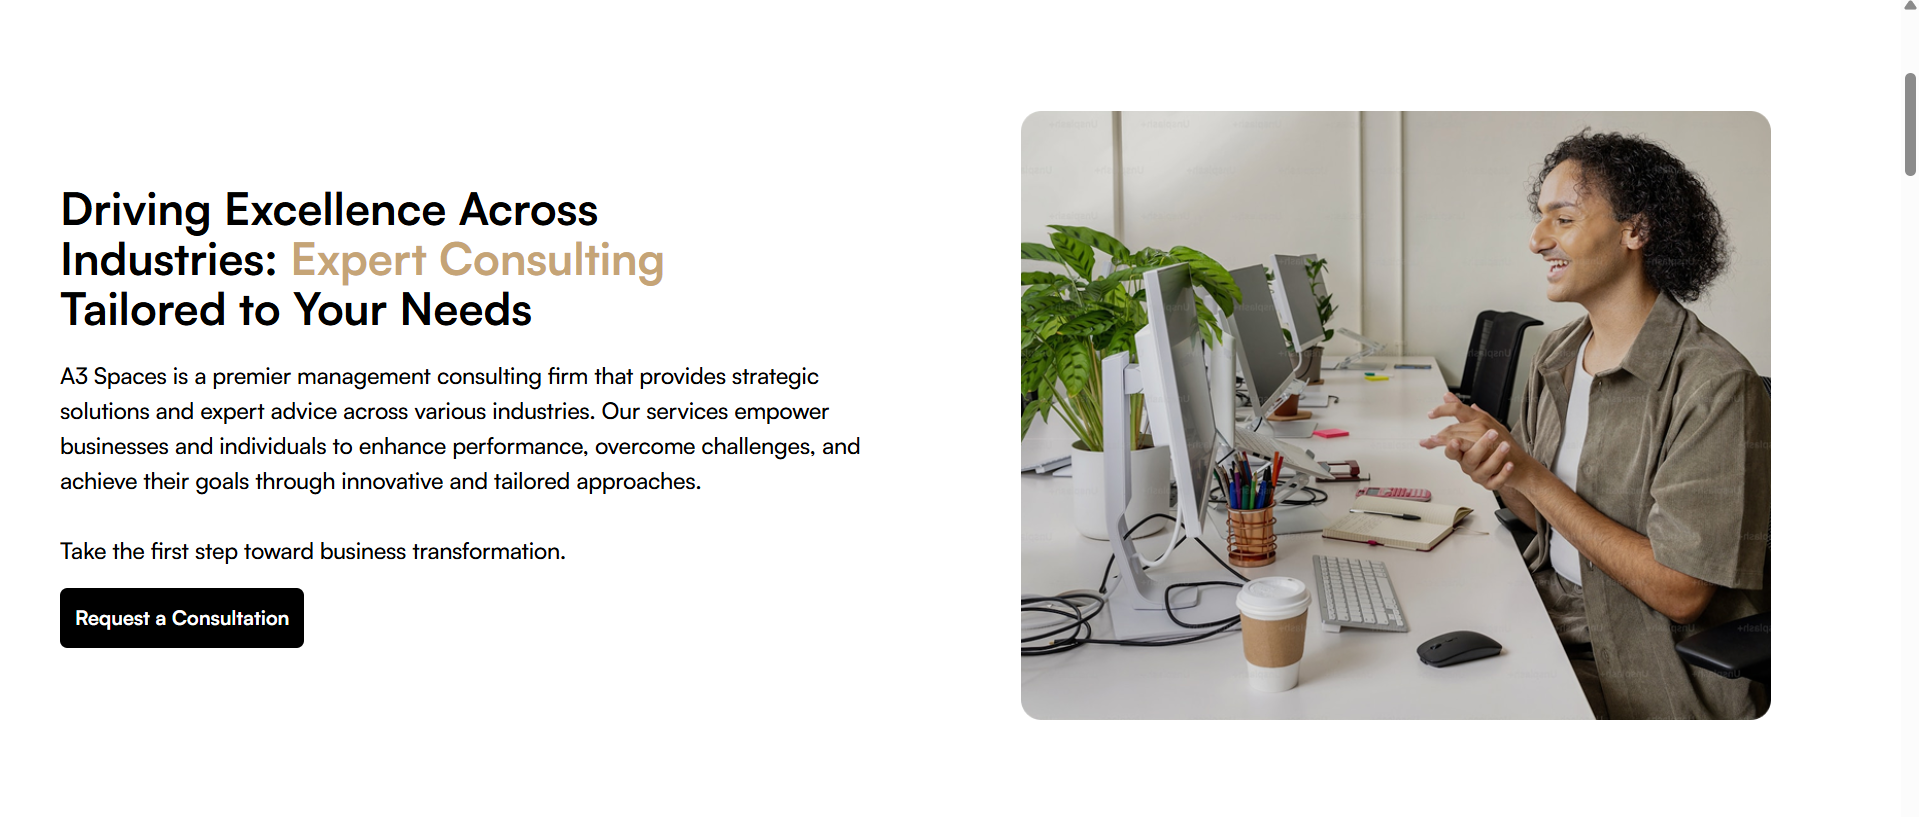 Driving Excellence Across
Industries: Expert Consulting
Tailored to Your Needs
A3 Spaces is a premier management consulting firm that provides strategic
solutions and expert advice across various industries. Our services empower
businesses and individuals to enhance performance, overcome challenges, and
achieve their goals through innovative and tailored approaches.
Take the first step toward business transformation.
Request a Consultation